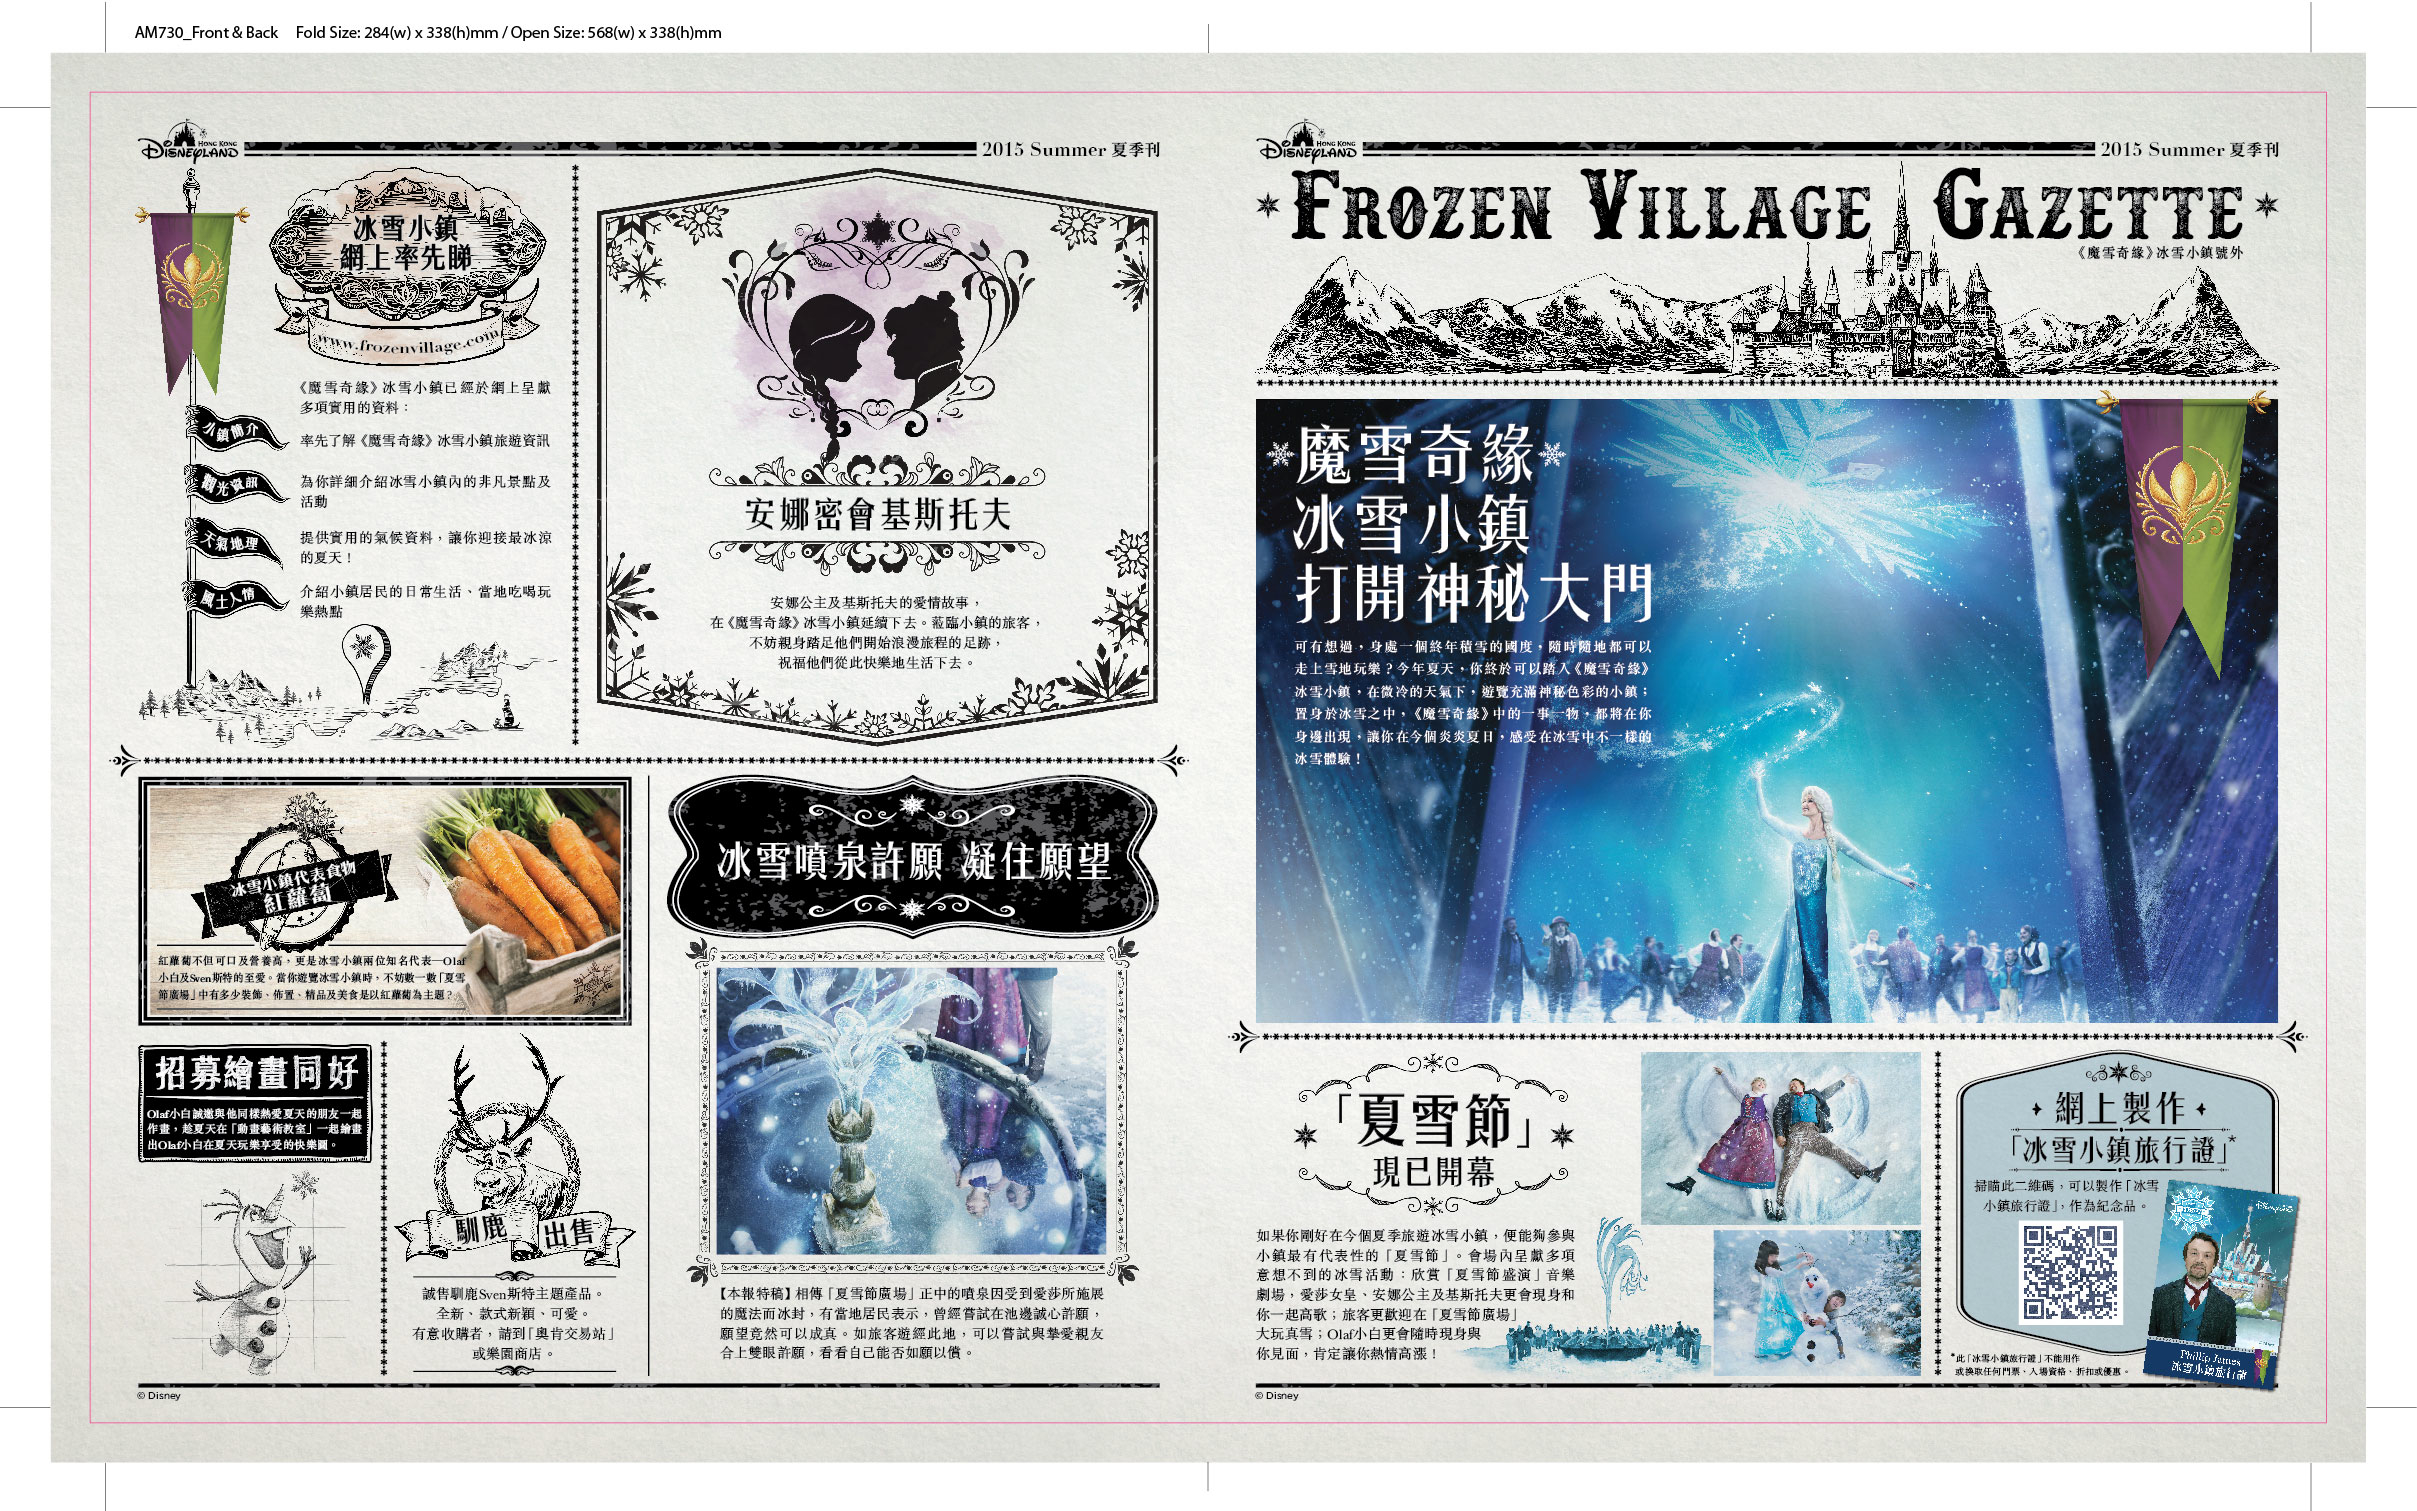 AM730_Front & Back Fold Size: 284(w) x 338(h)mm / Open Size: 568(w) x 338(h)mm
HONG KONG
DISNEYLAND
2015 Summer 夏季刊
冰雪小鎮
網上率先睇
www.frozenvillage.com
《魔雪奇緣》冰雪小鎮已經於網上呈獻
多項實用的資料：
小鎮簡介
率先了解《魔雪奇緣》冰雪小鎮旅遊資訊
觀光資訊
為你詳細介紹冰雪小鎮內的非凡景點及
活動
天氣地理
提供實用的氣候資料，讓你迎接最冰涼
的夏天！
風土人情
介紹小鎮居民的日常生活、當地吃喝玩
樂熱點
安娜密會基斯托夫
安娜公主及基斯托夫的愛情故事，
在《魔雪奇緣》冰雪小鎮延續下去。蒞臨小鎮的旅客，
不妨親身踏足他們開始浪漫旅程的足跡，
祝福他們從此快樂地生活下去。
冰雪小鎮代表食物
紅蘿蔔
紅蘿蔔不但可口及營養高，更是冰雪小鎮兩位知名代表—Olaf
小白及Sven斯特的至愛。當你遊覽冰雪小鎮時，不妨數一數「夏雪
節廣場」中有多少裝飾、佈置、精品及美食是以紅蘿蔔為主題？
招募繪畫同好
Olaf小白誠邀與他同樣熱愛夏天的朋友一起
作畫，趁夏天在「動畫藝術教室」一起繪畫
出Olaf小白在夏天玩樂享受的快樂圖。
馴鹿 出售
誠售馴鹿Sven斯特主題產品。
全新、款式新穎、可愛。
有意收購者，請到「奧肯交易站」
或樂園商店。
冰雪噴泉許願 凝住願望
【本報特稿】相傳「夏雪節廣場」正中的噴泉因受到愛莎所施展
的魔法而冰封，有當地居民表示，曾經嘗試在池邊誠心許願，
願望竟然可以成真。如旅客遊經此地，可以嘗試與摯愛親友
合上雙眼許願，看看自己能否如願以償。
© Disney
HONG KONG
DISNEYLAND
2015 Summer 夏季刊
FROZEN VILLAGE GAZETTE
《魔雪奇緣》冰雪小鎮號外
魔雪奇緣
冰雪小鎮
打開神秘大門
可有想過，身處一個終年積雪的國度，隨時隨地都可以
走上雪地玩樂？今年夏天，你終於可以踏入《魔雪奇緣》
冰雪小鎮，在微冷的天氣下，遊覽充滿神秘色彩的小鎮；
置身於冰雪之中，《魔雪奇緣》中的一事一物，都將在你
身邊出現，讓你在今個炎炎夏日，感受在冰雪中不一樣的
冰雪體驗！
「夏雪節」
現已開幕
如果你剛好在今個夏季旅遊冰雪小鎮，便能夠參與
小鎮最有代表性的「夏雪節」。會場內呈獻多項
意想不到的冰雪活動：欣賞「夏雪節盛演」音樂
劇場，愛莎女皇、安娜公主及基斯托夫更會現身和
你一起高歌；旅客更歡迎在「夏雪節廣場」
大玩真雪；Olaf小白更會隨時現身與
你見面，肯定讓你熱情高漲！
網上製作
「冰雪小鎮旅行證」*
掃瞄此二維碼，可以製作「冰雪
小鎮旅行證」，作為紀念品。
Phillip James
冰雪小鎮旅行證
*此「冰雪小鎮旅行證」不能用作
或換取任何門票、入場資格，折扣或優惠。
© Disney